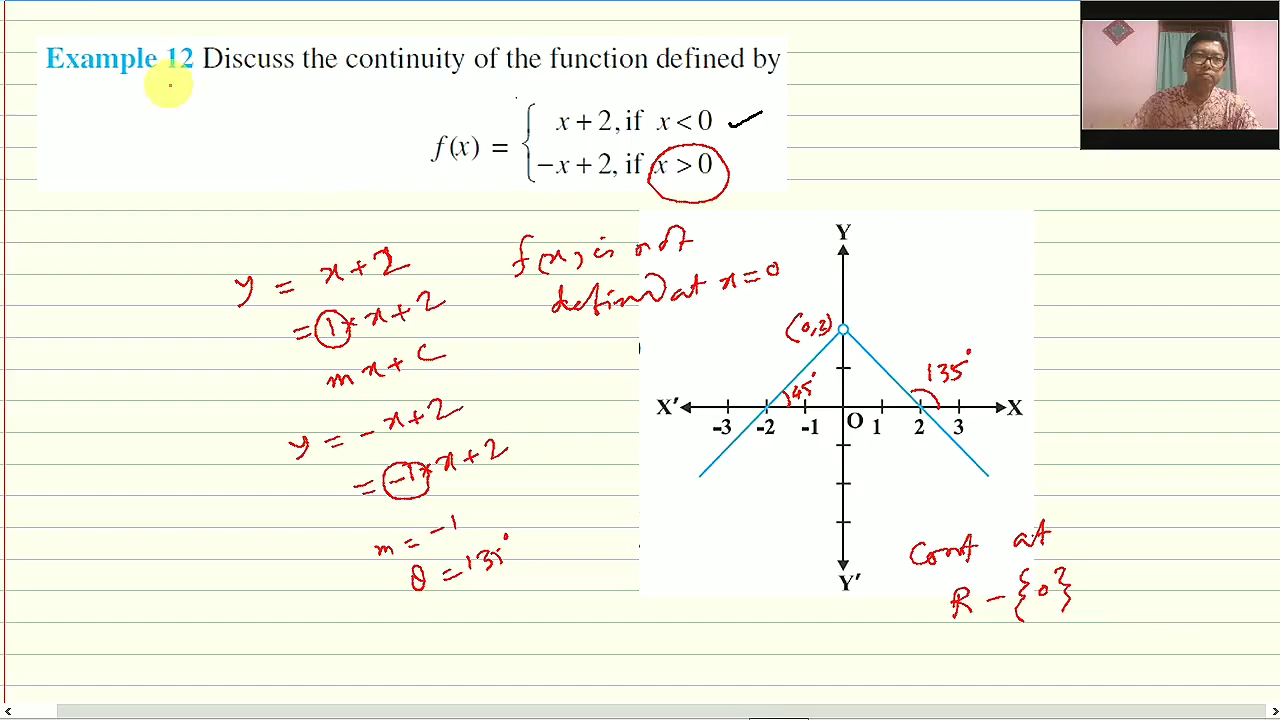 Example 12 Discuss the continuity of the function defined by
f(x) = { x + 2, if x < 0
−x + 2, if x > 0
y = x + 2
= 1 * x + 2
m x + c
y = - x + 2
= -1 * x + 2
m = -1
θ = 135°
f(x) is not
defined at x = 0
Y
(0,2)
45°
135°
X′
X
-3 -2 -1 O 1 2 3
Y′
Cont at
R - {0}